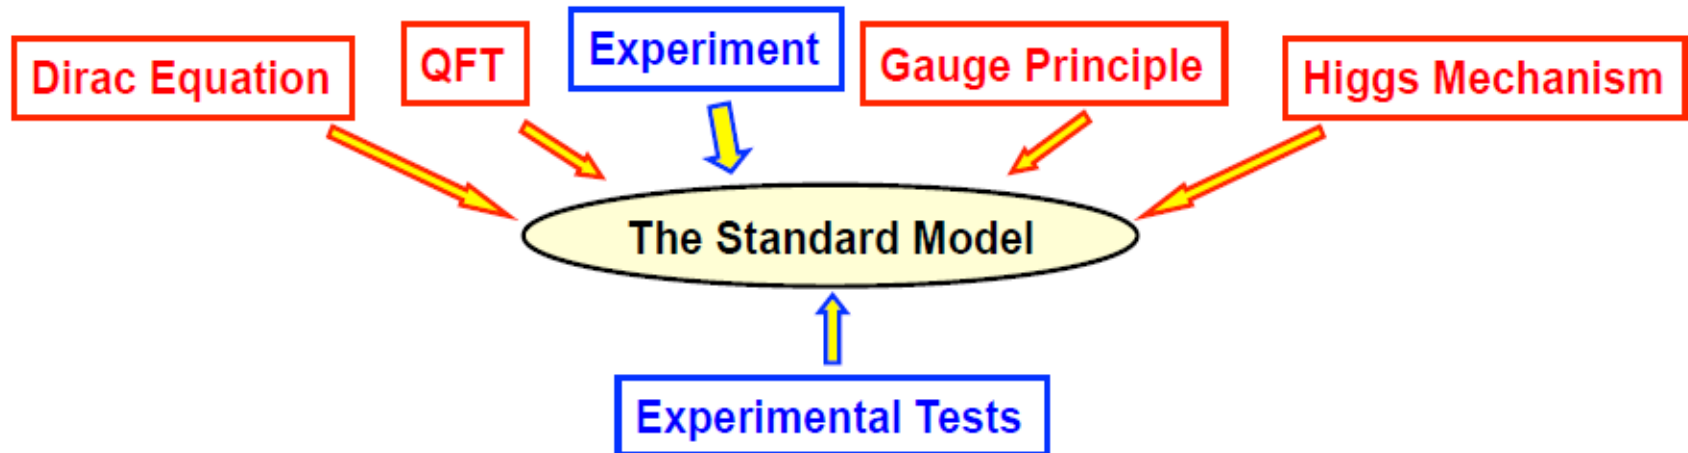 Dirac Equation
QFT
Experiment
Gauge Principle
Higgs Mechanism
The Standard Model
Experimental Tests